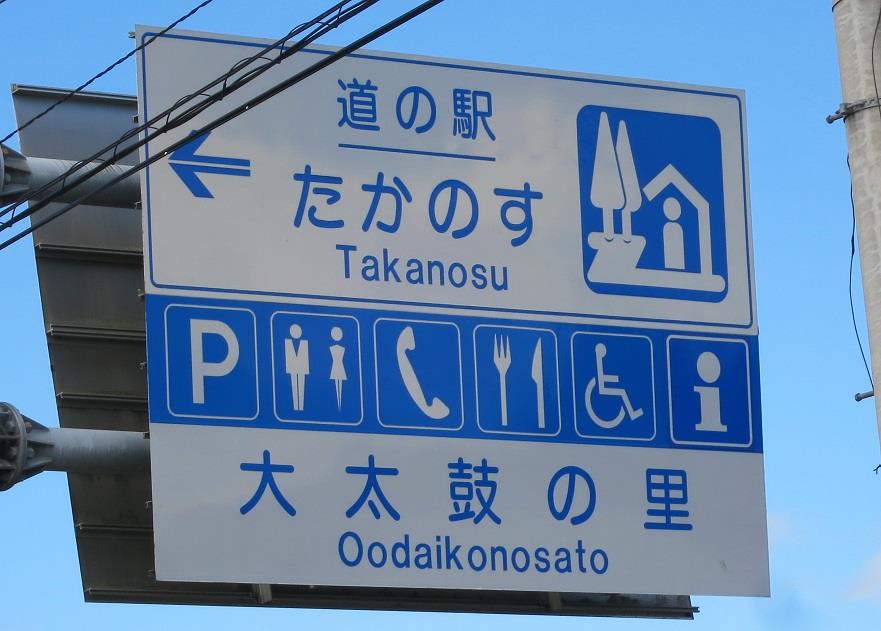 道の駅
たかのす
Takanosu
P
大太鼓の里
Oodaikonosato